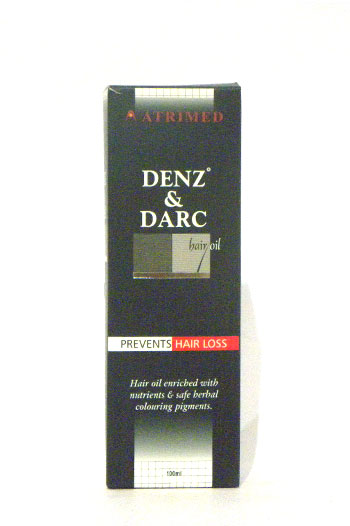 ATRIMED
DENZ®
&
DARC
hair oil
PREVENTS HAIR LOSS
Hair oil enriched with
nutrients & safe herbal
colouring pigments.
100ml